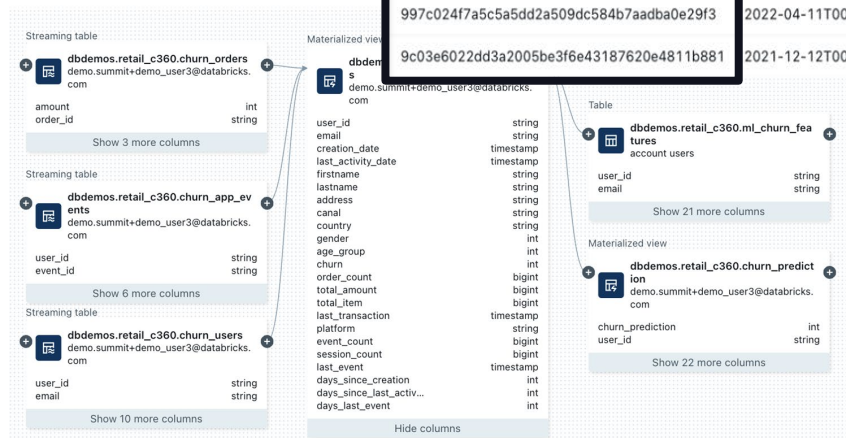 997c024f7a5c5a5dd2a509dc584b7aadba0e29f3 2022-04-11T00
9c03e6022dd3a2005be3f6e43187620e4811b881 2021-12-12T00
Streaming table
dbdemos.retail_c360.churn_orders
demo.summit+demo_user3@databricks.
com
amount int
order_id string
Show 3 more columns
Streaming table
dbdemos.retail_c360.churn_app_ev
ents
demo.summit+demo_user3@databricks.
com
user_id string
event_id string
Show 6 more columns
Streaming table
dbdemos.retail_c360.churn_users
demo.summit+demo_user3@databricks.
com
user_id string
email string
Show 10 more columns
Materialized view
dbdem
s
demo.summit+demo_user3@databricks.
com
user_id string
email string
creation_date timestamp
last_activity_date timestamp
firstname string
lastname string
address string
canal string
country string
gender int
age_group int
churn int
order_count bigint
total_amount bigint
total_item bigint
last_transaction timestamp
platform string
event_count bigint
session_count bigint
last_event timestamp
days_since_creation int
days_since_last_activ... int
days_last_event int
Hide columns
Table
dbdemos.retail_c360.ml_churn_fea
tures
account users
user_id string
email string
Show 21 more columns
Materialized view
dbdemos.retail_c360.churn_predict
ion
demo.summit+demo_user3@databricks.
com
churn_prediction int
user_id string
Show 22 more columns